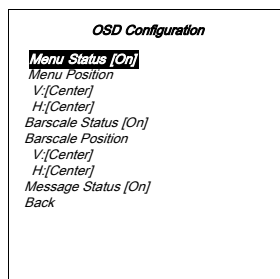 OSD Configuration
Menu Status [On]
Menu Position
V:[Center]
H:[Center]
Barscale Status [On]
Barscale Position
V:[Center]
H:[Center]
Message Status [On]
Back